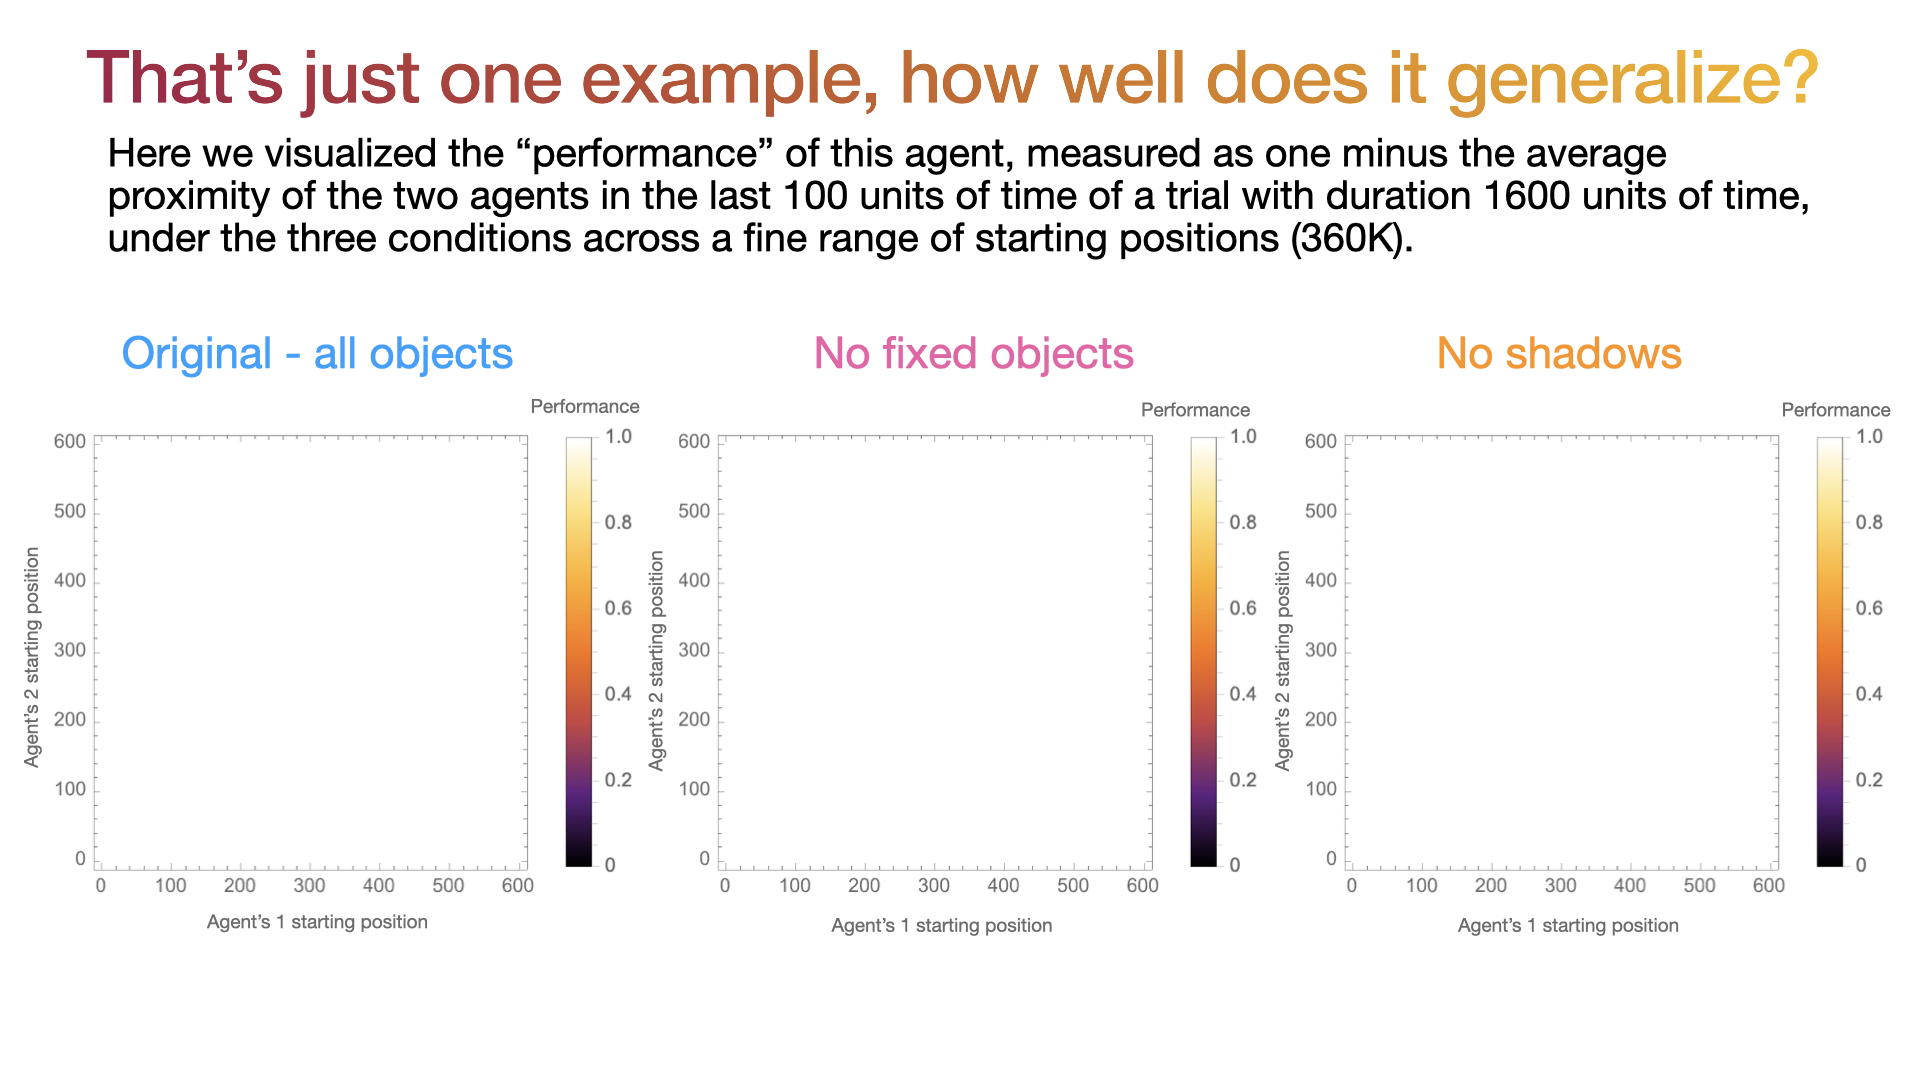 That’s just one example, how well does it generalize?
Here we visualized the “performance” of this agent, measured as one minus the average
proximity of the two agents in the last 100 units of time of a trial with duration 1600 units of time,
under the three conditions across a fine range of starting positions (360K).
Original - all objects
Performance
600
500
400
300
200
100
0
0 100 200 300 400 500 600
Agent’s 2 starting position
Agent’s 1 starting position
1.0
0.8
0.6
0.4
0.2
0
No fixed objects
Performance
600
500
400
300
200
100
0
0 100 200 300 400 500 600
Agent’s 2 starting position
Agent’s 1 starting position
1.0
0.8
0.6
0.4
0.2
0
No shadows
Performance
600
500
400
300
200
100
0
0 100 200 300 400 500 600
Agent’s 2 starting position
Agent’s 1 starting position
1.0
0.8
0.6
0.4
0.2
0